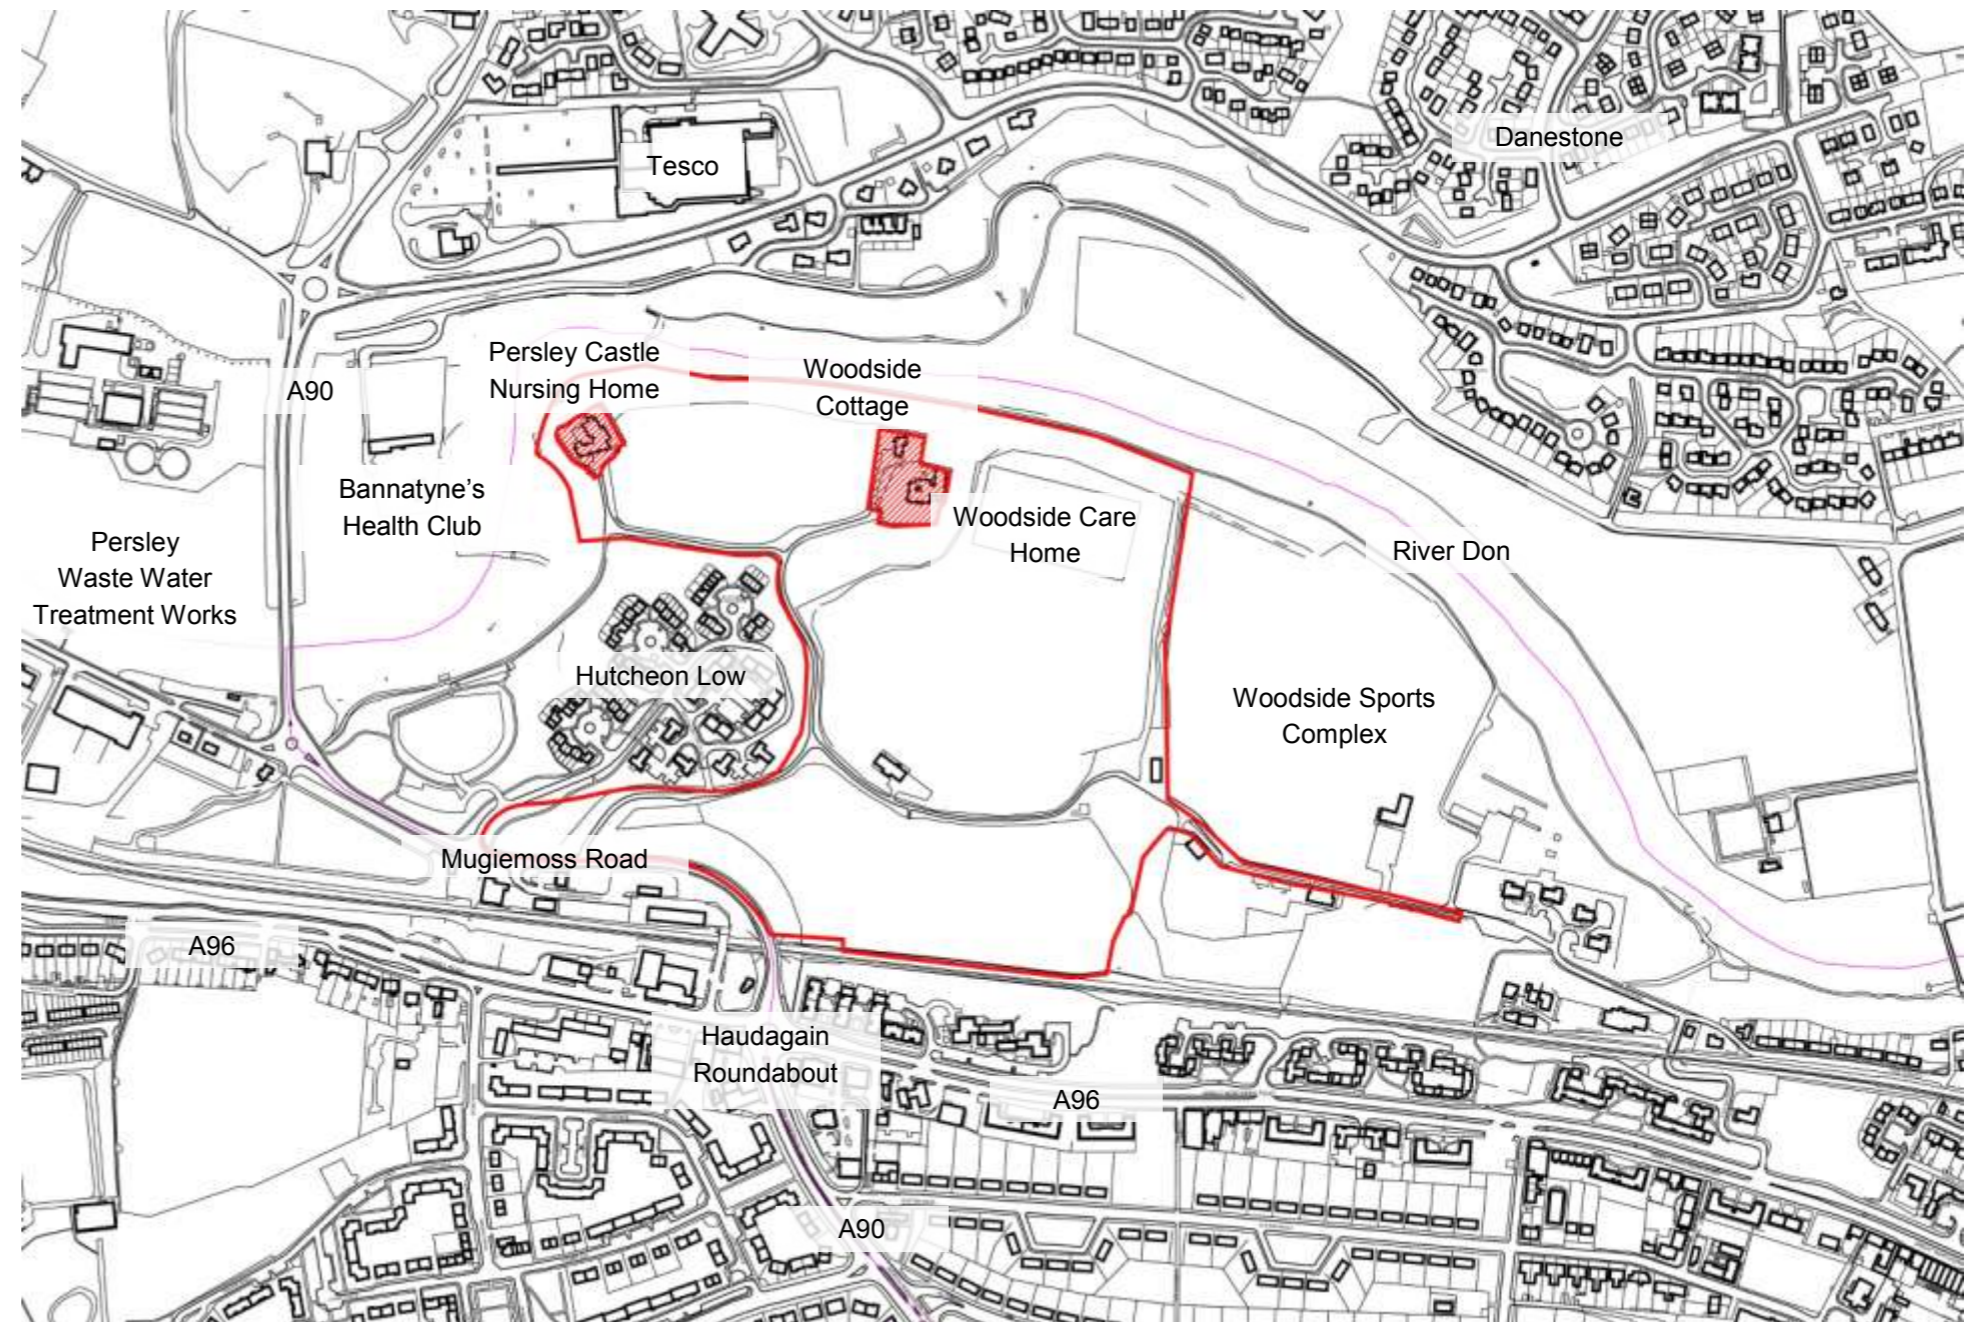 Danestone
Tesco
Persley Castle
Nursing Home
Woodside
Cottage
A90
Bannatyne's
Health Club
Woodside Care
Home
River Don
Persley
Waste Water
Treatment Works
Hutcheon Low
Woodside Sports
Complex
Mugiemoss Road
A96
Haudagain
Roundabout
A96
A90